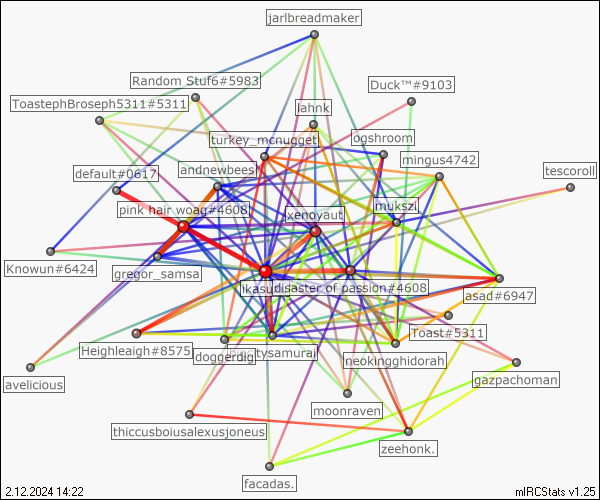 jarlbreadmaker
Random Stuf6#5983
Duck™#9103
ToastephBroseph5311#5311
lahnk
turkey_mcnugget
ogshroom
mingus4742
default#0617
andnewbees
tescoroll
pink hair woag#4608
xenoyaut
mukszi
Knowun#6424
gregor_samsa
disaster of passion#4608
asad#6947
Toast#5311
Heighleaigh#8575
doggerdig
neokingghidorah
avelicious
gazpachoman
moonraven
thiccusboiusalexusjoneus
zeehonk.
facadas.
2.12.2024 14:22
mIRCStats v1.25